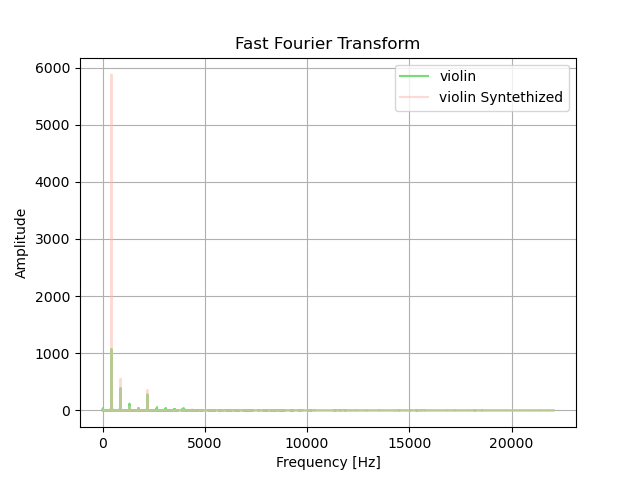 Fast Fourier Transform
violin
violin Syntethized
6000
5000
4000
3000
2000
1000
0
Amplitude
0 5000 10000 15000 20000
Frequency [Hz]